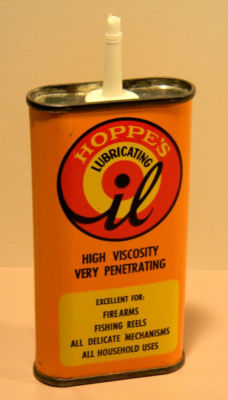 HOPPE'S
LUBRICATING
Oil
HIGH VISCOSITY
VERY PENETRATING
EXCELLENT FOR:
FIREARMS
FISHING REELS
ALL DELICATE MECHANISMS
ALL HOUSEHOLD USES